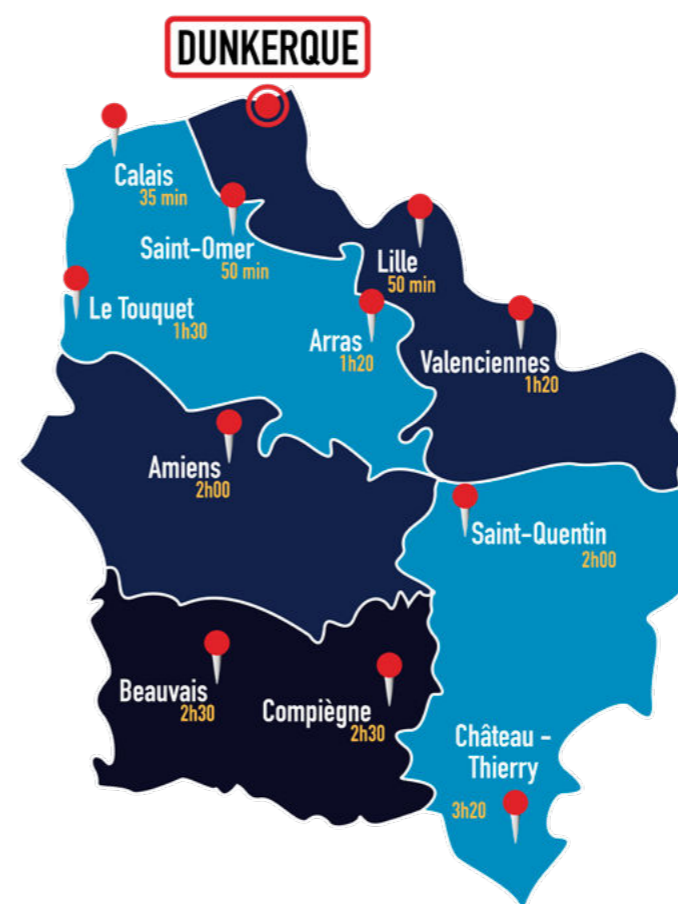 DUNKERQUE
Calais
35 min
Saint-Omer
50 min
Lille
50 min
Le Touquet
1h30
Arras
1h20
Valenciennes
1h20
Amiens
2h00
Saint-Quentin
2h00
Beauvais
2h30
Compiègne
2h30
Château -
Thierry
3h20